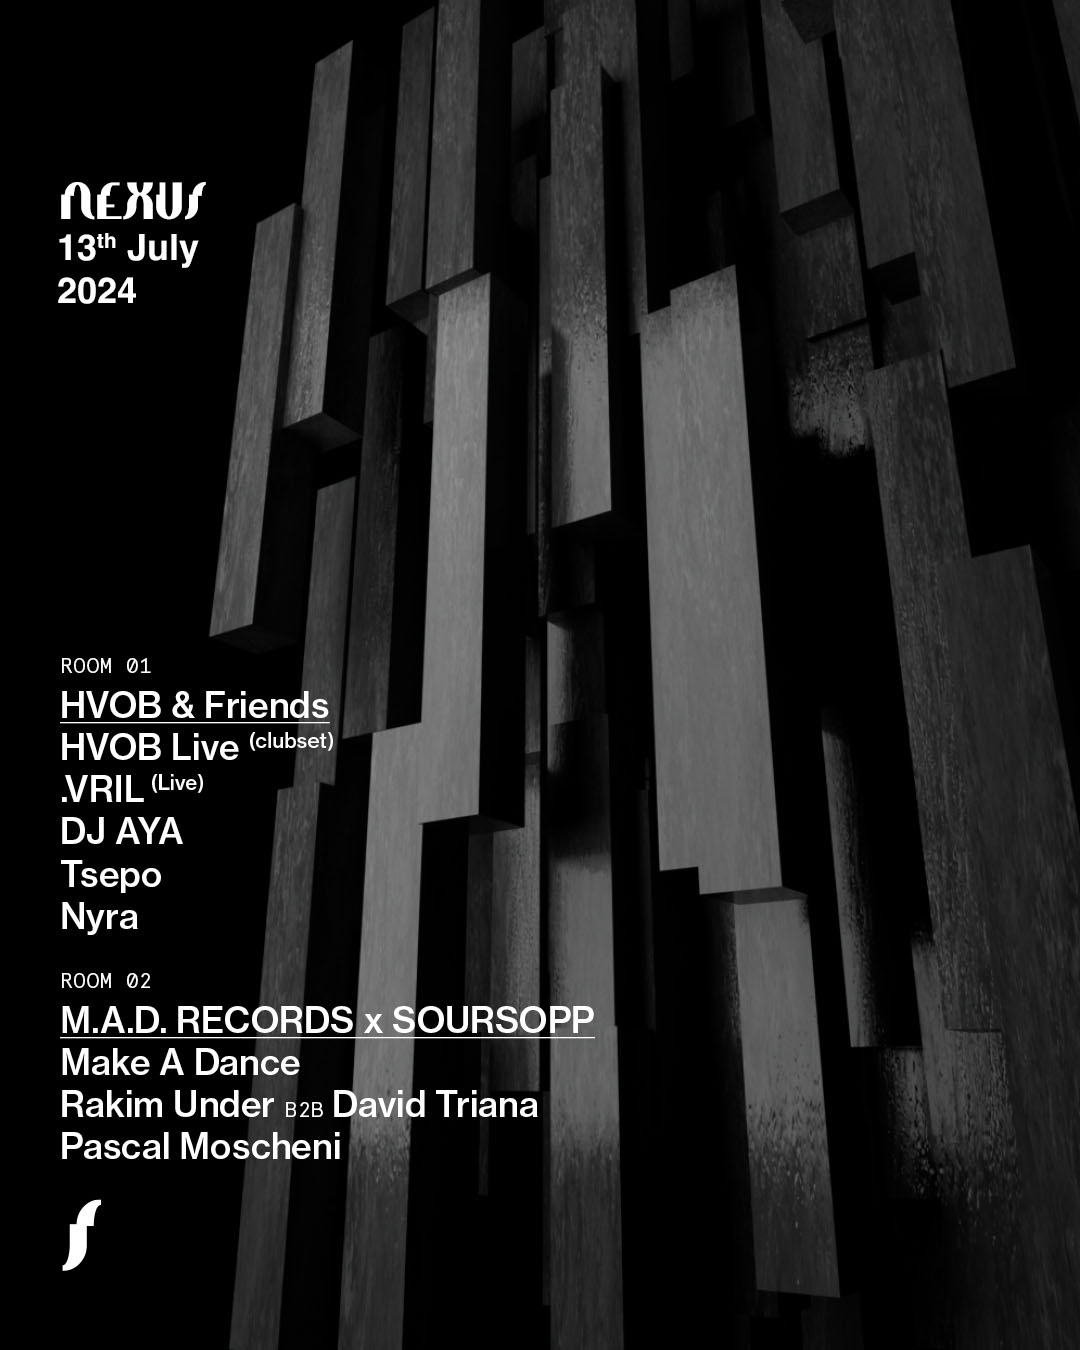 NEXUS
13th July
2024
ROOM 01
HVOB & Friends
HVOB Live (clubset)
.VRIL (Live)
DJ AYA
Tsepo
Nyra
ROOM 02
M.A.D. RECORDS x SOURSOPP
Make A Dance
Rakim Under B2B David Triana
Pascal Moscheni